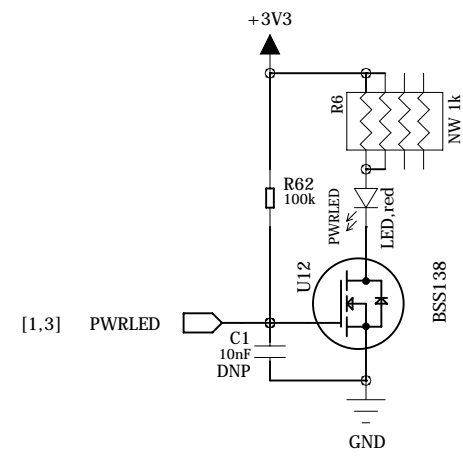 +3V3
R6
NW 1k
R62
100k
PWRLED
LED,red
U12
BSS138
[1,3] PWRLED
C1
10nF
DNP
GND